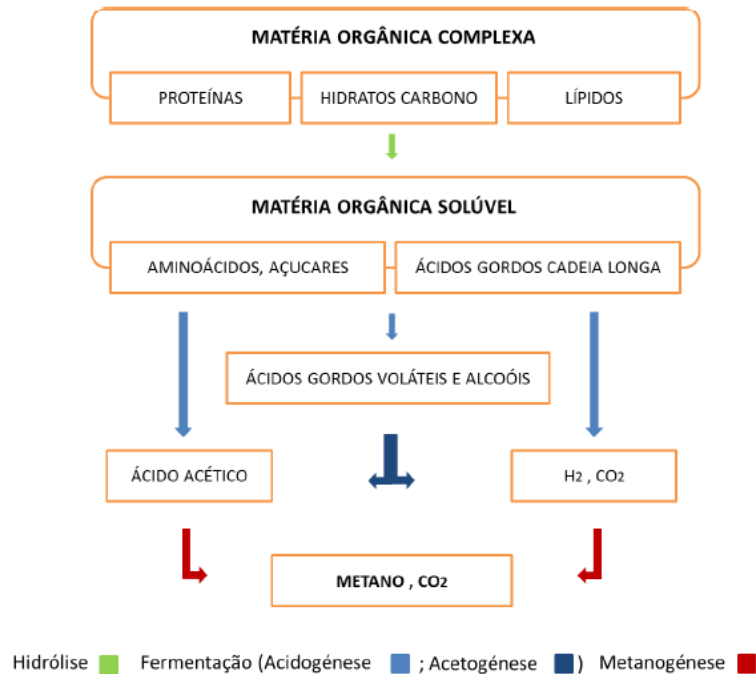 MATÉRIA ORGÂNICA COMPLEXA
PROTEÍNAS HIDRATOS CARBONO LÍPIDOS
MATÉRIA ORGÂNICA SOLÚVEL
AMINOÁCIDOS, AÇUCARES ÁCIDOS GORDOS CADEIA LONGA
ÁCIDOS GORDOS VOLÁTEIS E ALCOÓIS
ÁCIDO ACÉTICO H2 , CO2
METANO , CO2
Hidrólise Fermentação (Acidogénese ; Acetogénese ) Metanogénese